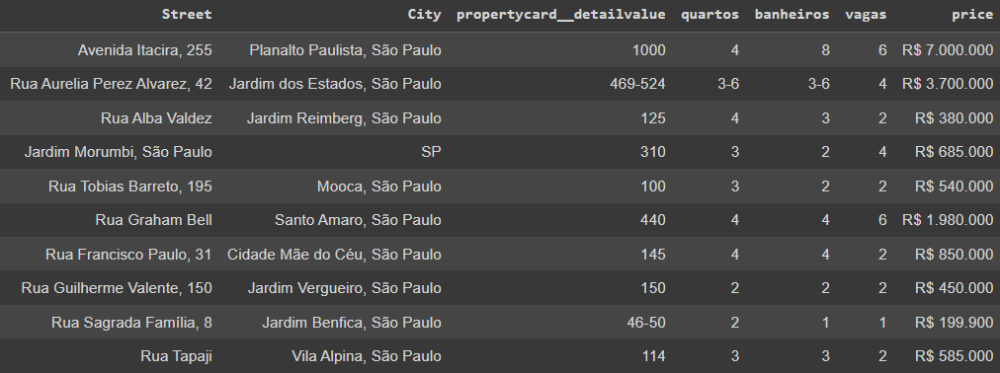 Street City propertycard__detailvalue quartos banheiros vagas price
Avenida Itacira, 255 Planalto Paulista, São Paulo 1000 4 8 6 R$ 7.000.000
Rua Aurelia Perez Alvarez, 42 Jardim dos Estados, São Paulo 469-524 3-6 3-6 4 R$ 3.700.000
Rua Alba Valdez Jardim Reimberg, São Paulo 125 4 3 2 R$ 380.000
Jardim Morumbi, São Paulo SP 310 3 2 4 R$ 685.000
Rua Tobias Barreto, 195 Mooca, São Paulo 100 3 2 2 R$ 540.000
Rua Graham Bell Santo Amaro, São Paulo 440 4 4 6 R$ 1.980.000
Rua Francisco Paulo, 31 Cidade Mãe do Céu, São Paulo 145 4 4 2 R$ 850.000
Rua Guilherme Valente, 150 Jardim Vergueiro, São Paulo 150 2 2 2 R$ 450.000
Rua Sagrada Família, 8 Jardim Benfica, São Paulo 46-50 2 1 1 R$ 199.900
Rua Tapaji Vila Alpina, São Paulo 114 3 3 2 R$ 585.000